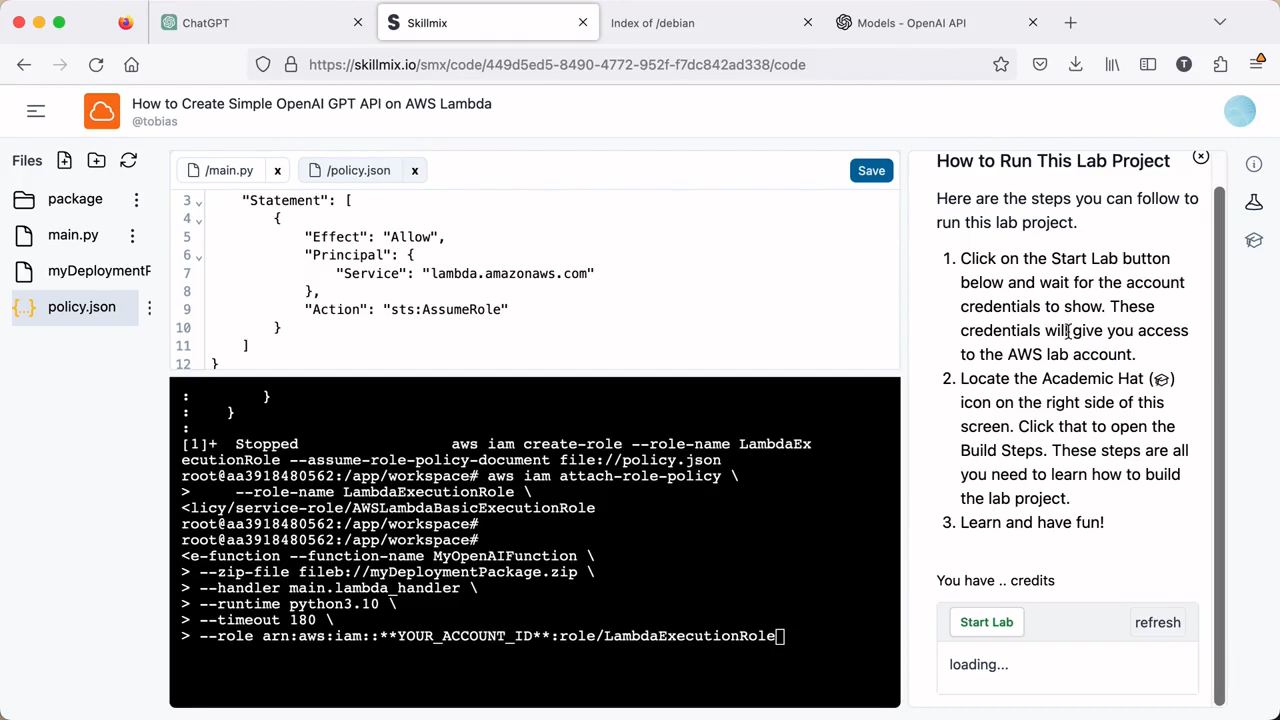 ChatGPT
Skillmix
Index of /debian
Models - OpenAI API
https://skillmix.io/smx/code/449d5ed5-8490-4772-952f-f7dc842ad338/code
T
How to Create Simple OpenAI GPT API on AWS Lambda
@tobias
Files
package
main.py
myDeploymentP
policy.json
/main.py x
/policy.json x
Save
3 "Statement": [
4 {
5 "Effect": "Allow",
6 "Principal": {
7 "Service": "lambda.amazonaws.com"
8 },
9 "Action": "sts:AssumeRole"
10 }
11 ]
12 }
: }
: }
:
[1]+ Stopped aws iam create-role --role-name LambdaEx
ecutionRole --assume-role-policy-document file://policy.json
root@aa3918480562:/app/workspace# aws iam attach-role-policy \
> --role-name LambdaExecutionRole \
<licy/service-role/AWSLambdaBasicExecutionRole
root@aa3918480562:/app/workspace#
root@aa3918480562:/app/workspace#
<e-function --function-name MyOpenAIFunction \
> --zip-file fileb://myDeploymentPackage.zip \
> --handler main.lambda_handler \
> --runtime python3.10 \
> --timeout 180 \
> --role arn:aws:iam::**YOUR_ACCOUNT_ID**:role/LambdaExecutionRole
How to Run This Lab Project
Here are the steps you can follow to
run this lab project.
1. Click on the Start Lab button
below and wait for the account
credentials to show. These
credentials will give you access
to the AWS lab account.
2. Locate the Academic Hat ( )
icon on the right side of this
screen. Click that to open the
Build Steps. These steps are all
you need to learn how to build
the lab project.
3. Learn and have fun!
You have .. credits
Start Lab
refresh
loading...